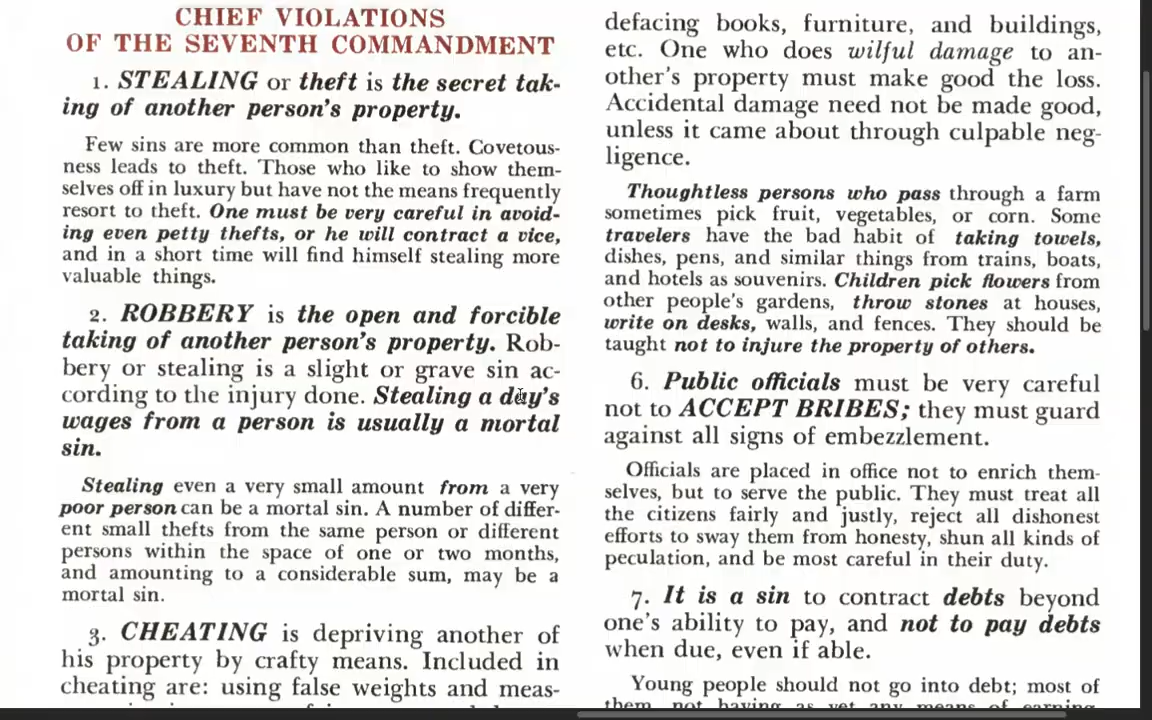 CHIEF VIOLATIONS
OF THE SEVENTH COMMANDMENT
1. STEALING or theft is the secret tak-
ing of another person's property.
Few sins are more common than theft. Covetous-
ness leads to theft. Those who like to show them-
selves off in luxury but have not the means frequently
resort to theft. One must be very careful in avoid-
ing even petty thefts, or he will contract a vice,
and in a short time will find himself stealing more
valuable things.
2. ROBBERY is the open and forcible
taking of another person's property. Rob-
bery or stealing is a slight or grave sin ac-
cording to the injury done. Stealing a day's
wages from a person is usually a mortal
sin.
Stealing even a very small amount from a very
poor person can be a mortal sin. A number of differ-
ent small thefts from the same person or different
persons within the space of one or two months,
and amounting to a considerable sum, may be a
mortal sin.
3. CHEATING is depriving another of
his property by crafty means. Included in
cheating are: using false weights and meas-
defacing books, furniture, and buildings,
etc. One who does wilful damage to an-
other's property must make good the loss.
Accidental damage need not be made good,
unless it came about through culpable neg-
ligence.
Thoughtless persons who pass through a farm
sometimes pick fruit, vegetables, or corn. Some
travelers have the bad habit of taking towels,
dishes, pens, and similar things from trains, boats,
and hotels as souvenirs. Children pick flowers from
other people's gardens, throw stones at houses,
write on desks, walls, and fences. They should be
taught not to injure the property of others.
6. Public officials must be very careful
not to ACCEPT BRIBES; they must guard
against all signs of embezzlement.
Officials are placed in office not to enrich them-
selves, but to serve the public. They must treat all
the citizens fairly and justly, reject all dishonest
efforts to sway them from honesty, shun all kinds of
peculation, and be most careful in their duty.
7. It is a sin to contract debts beyond
one's ability to pay, and not to pay debts
when due, even if able.
Young people should not go into debt; most of
them, not having as yet any means of earning